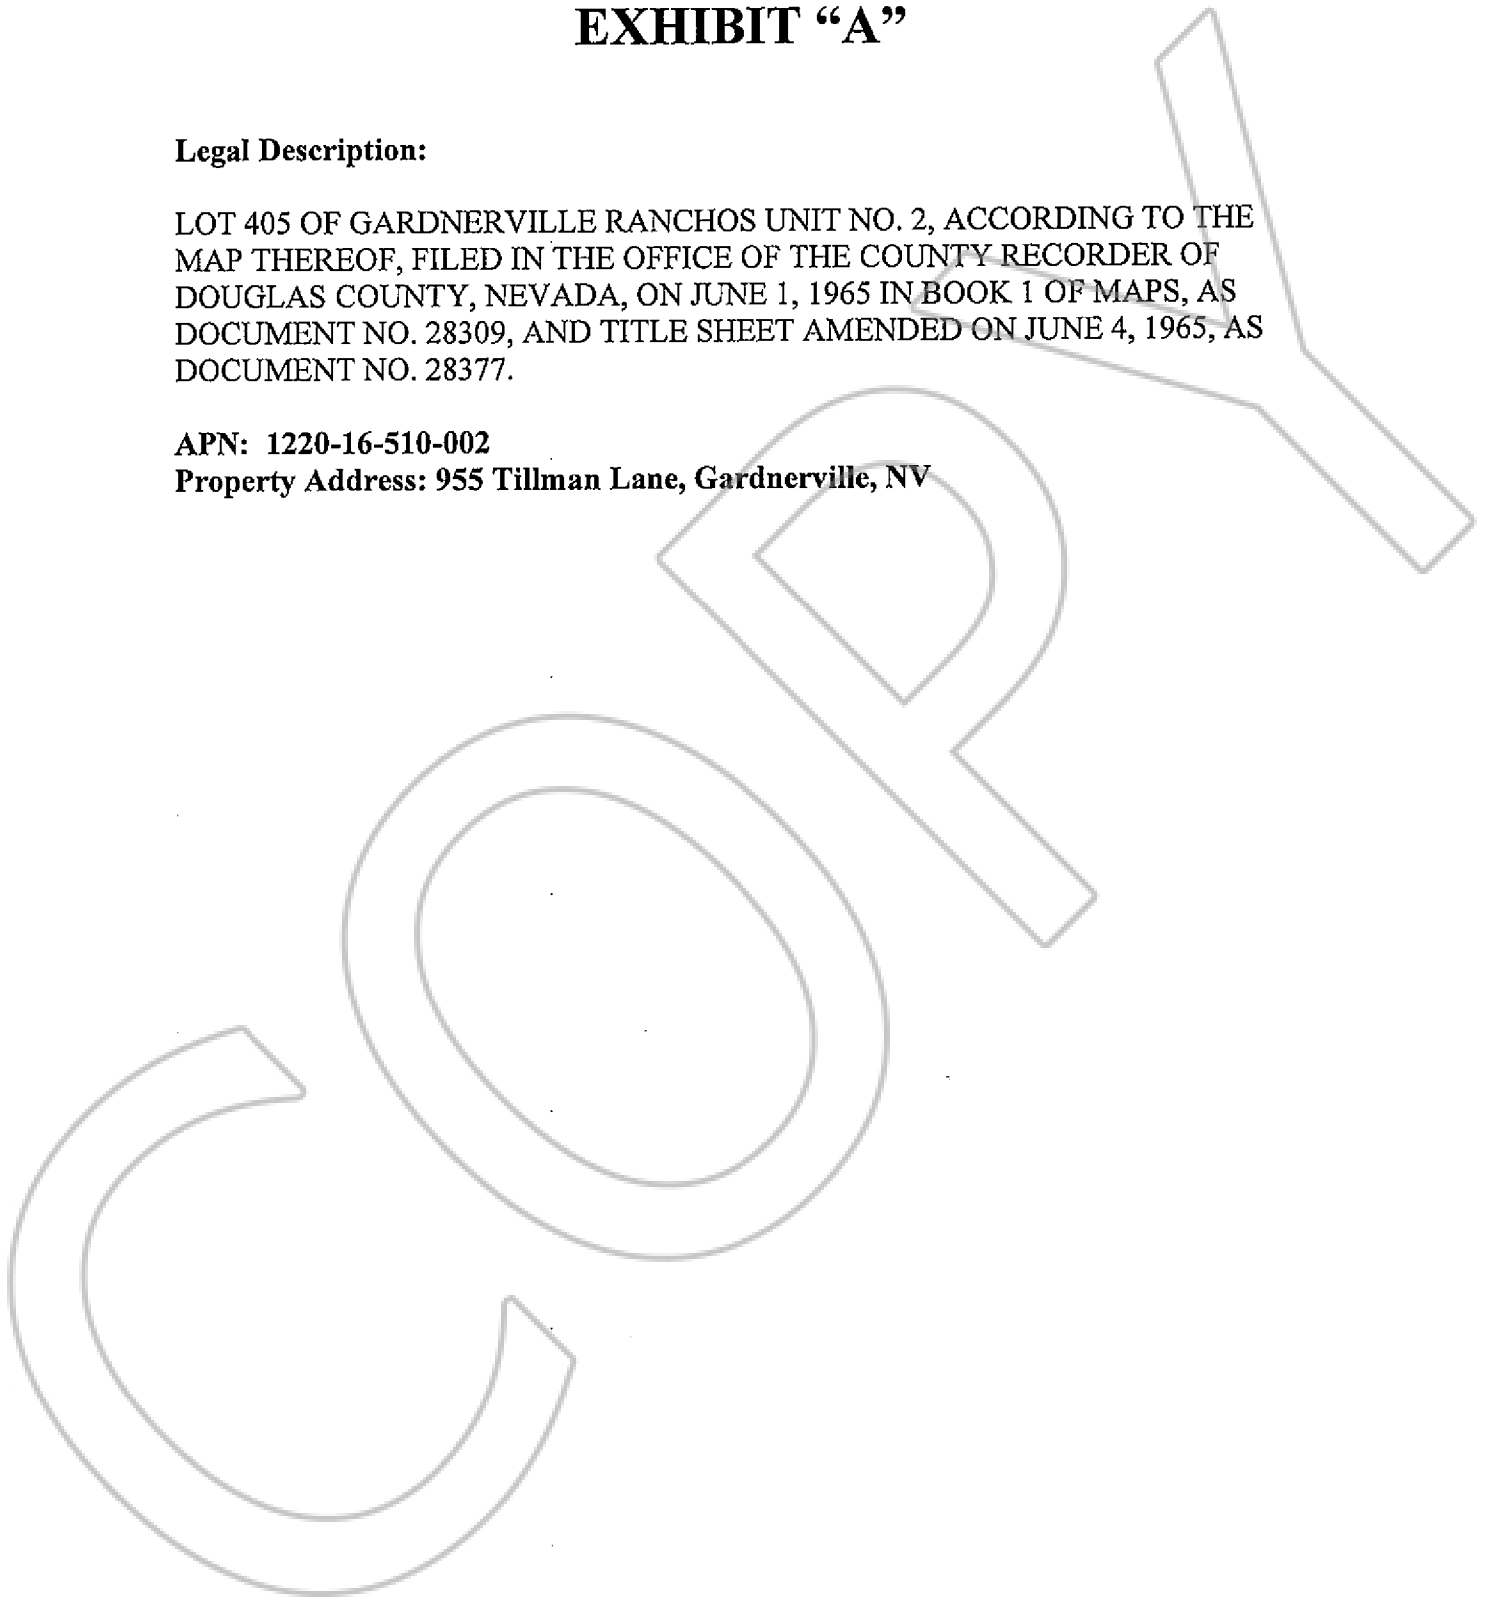 EXHIBIT “A”
Legal Description:
LOT 405 OF GARDNERVILLE RANCHOS UNIT NO. 2, ACCORDING TO THE
MAP THEREOF, FILED IN THE OFFICE OF THE COUNTY RECORDER OF
DOUGLAS COUNTY, NEVADA, ON JUNE 1, 1965 IN BOOK 1 OF MAPS, AS
DOCUMENT NO. 28309, AND TITLE SHEET AMENDED ON JUNE 4, 1965, AS
DOCUMENT NO. 28377.
APN: 1220-16-510-002
Property Address: 955 Tillman Lane, Gardnerville, NV
COPY